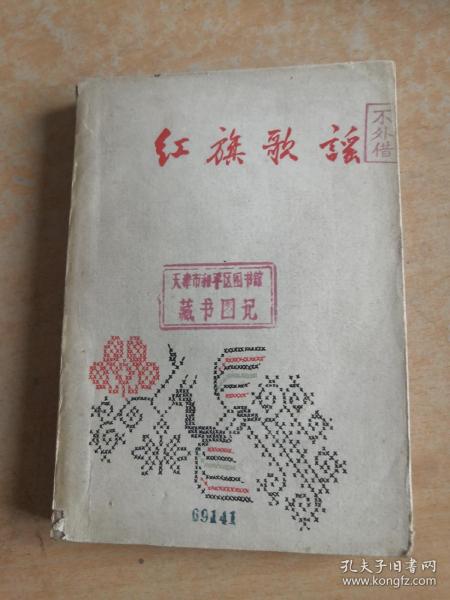 红旗歌謡
不外借
天津市和平区图书馆
藏书图记
69141
孔夫子旧书网
www.kongfz.com